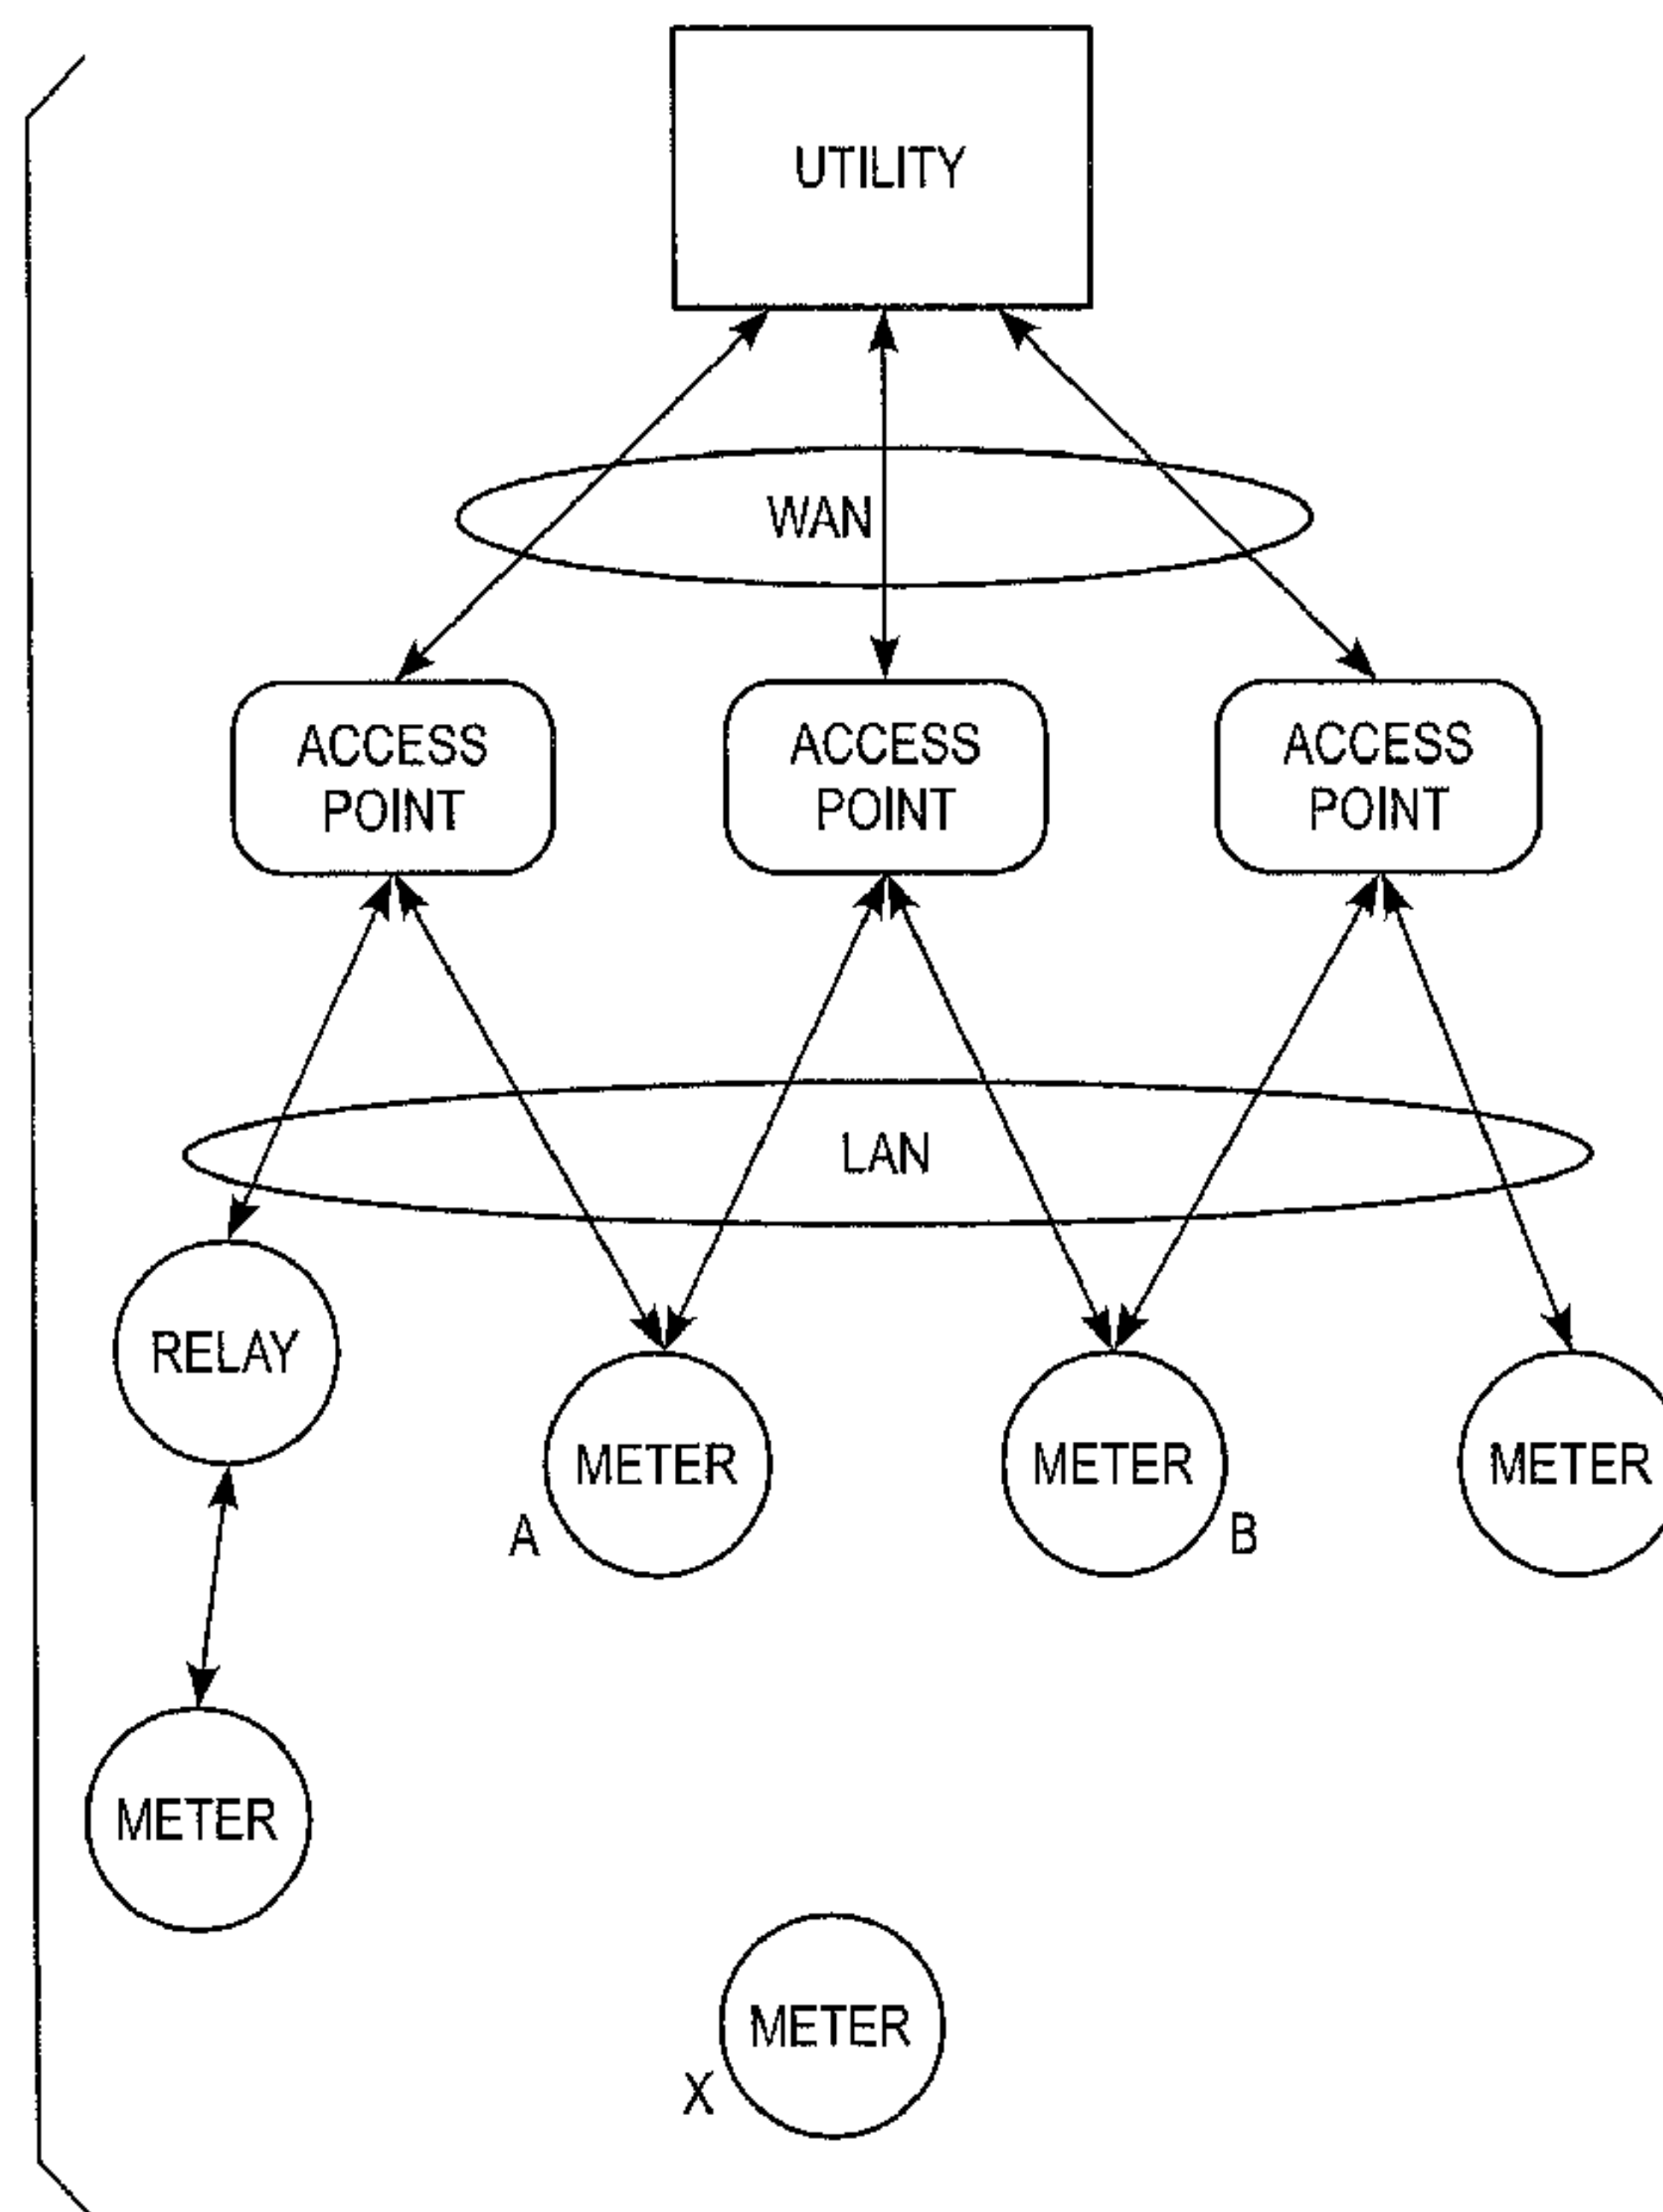 UTILITY
WAN
ACCESS
POINT
ACCESS
POINT
ACCESS
POINT
LAN
RELAY
METER
A
METER
B
METER
METER
METER
X